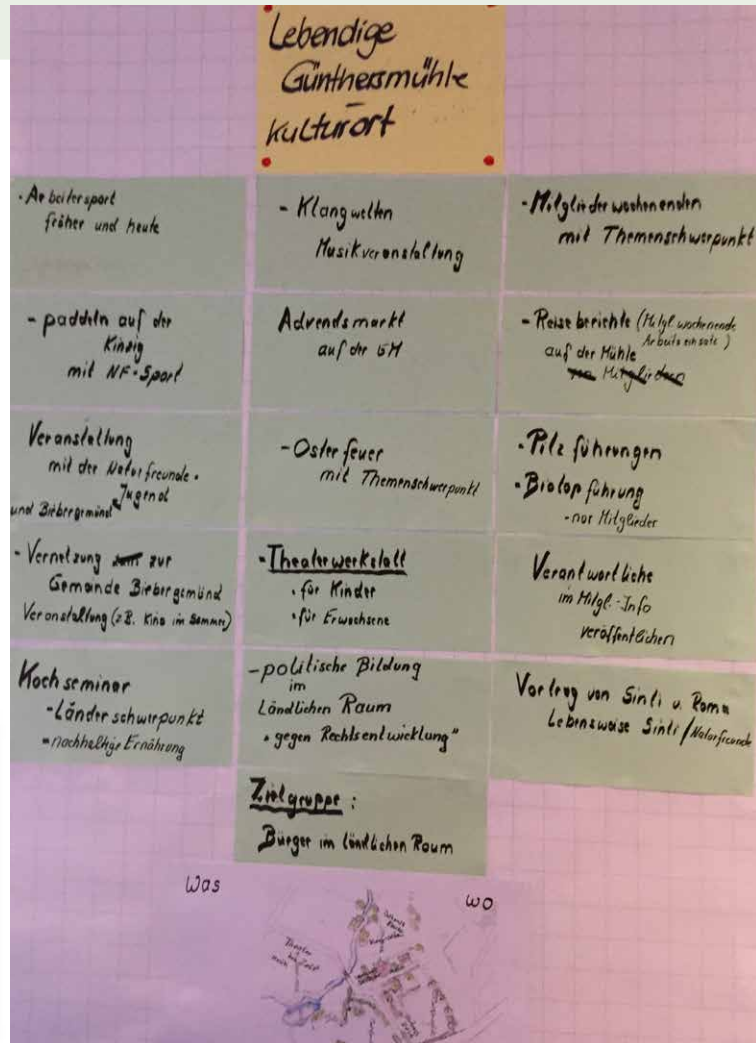 Lebendige
Günthersmühle
-
Kulturort
- Arbeitersport
früher und heute
- paddeln auf der
Kinzig
mit NF-Sport
Veranstaltung
mit der Naturfreunde-
Jugend
und Biebergemünd
- Vernetzung zur
Gemeinde Biebergemünd
Veranstaltung (z.B. Kino im Sommer)
Kochseminar
- Länderschwerpunkt
- nachhaltige Ernährung
- Klangwelten
Musikveranstaltung
Advendsmarkt
auf der GM
- Osterfeuer
mit Themenschwerpunkt
- Theaterwerkstatt
• für Kinder
• für Erwachsene
- politische Bildung
im
Ländlichen Raum
"gegen Rechtsentwicklung"
Zielgruppe:
Bürger im ländlichen Raum
- Mitgliederwochenenden
mit Themenschwerpunkt
- Reiseberichte (Mitgl.wochenende
Arbeitseinsatz)
auf der Mühle
von Mitgliedern
- Pilzführungen
- Biotopführung
- nur Mitglieder
Verantwortliche
im Mitgl.-Info
veröffentlichen
Vortrag von Sinti u. Roma
Lebensweise Sinti / Naturfreunde
Was
wo
Theater